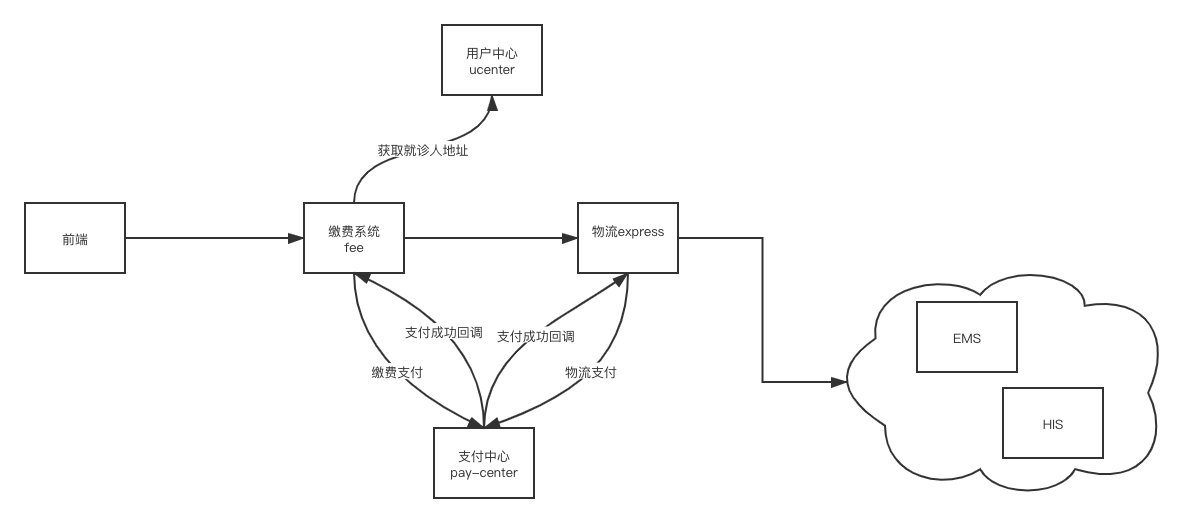 用户中心
ucenter
获取就诊人地址
前端
缴费系统
fee
物流express
支付成功回调
支付成功回调
缴费支付
物流支付
EMS
HIS
支付中心
pay-center